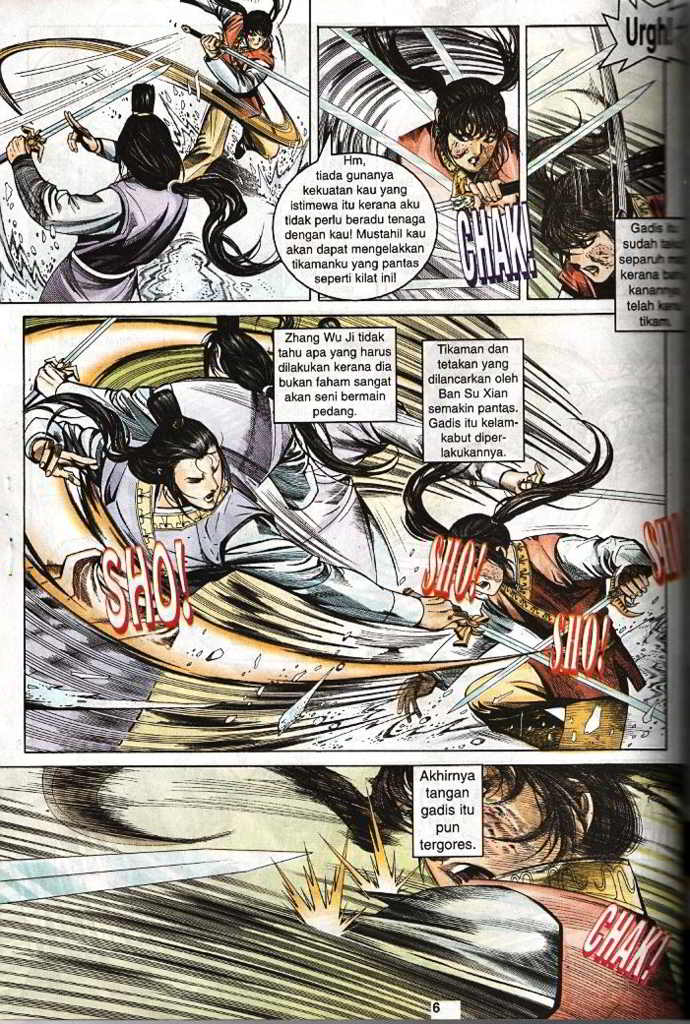 Urgh!
Hm,
tiada gunanya
kekuatan kau yang
istimewa itu kerana aku
tidak perlu beradu tenaga
dengan kau! Mustahil kau
akan dapat mengelakkan
tikamanku yang pantas
seperti kilat ini!
CHAK!
Gadis itu
sudah
separuh
kerana
kanannya
telah
tikam.
Zhang Wu Ji tidak
tahu apa yang harus
dilakukan kerana dia
bukan faham sangat
akan seni bermain
pedang.
Tikaman dan
tetakan yang
dilancarkan oleh
Ban Su Xian
semakin pantas.
Gadis itu kelam-
kabut diper-
lakukannya.
SHO!
SHO!
SHO!
SHO!
Akhirnya
tangan
gadis itu
pun
tergores.
CHAK!
6